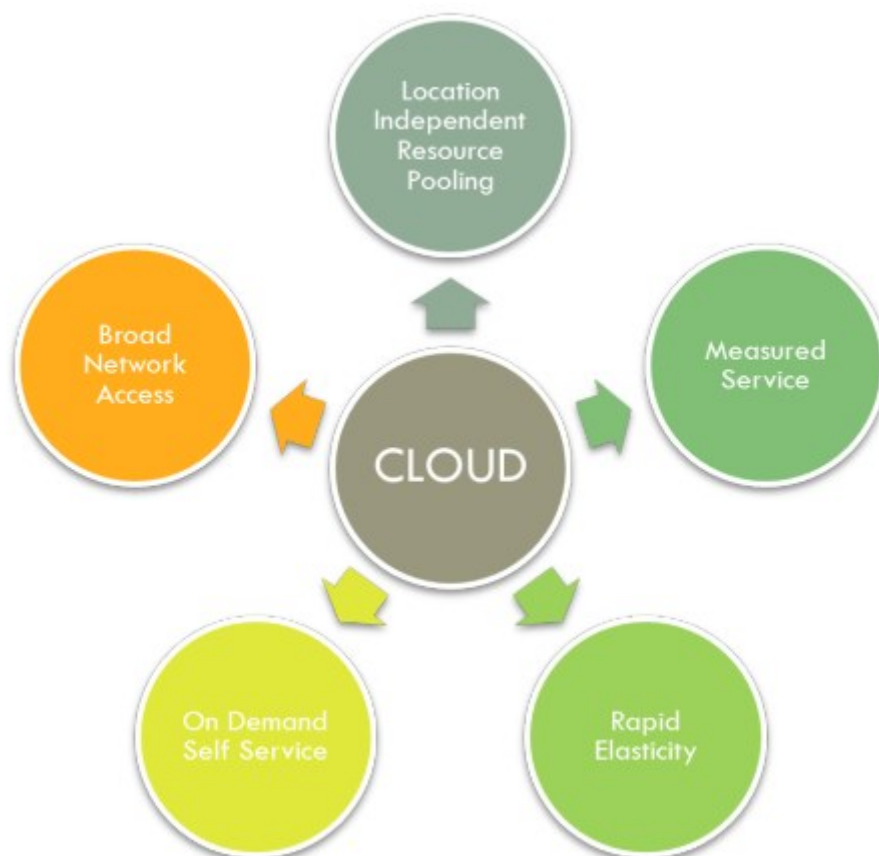 Location
Independent
Resource
Pooling
Broad
Network
Access
Measured
Service
CLOUD
On Demand
Self Service
Rapid
Elasticity